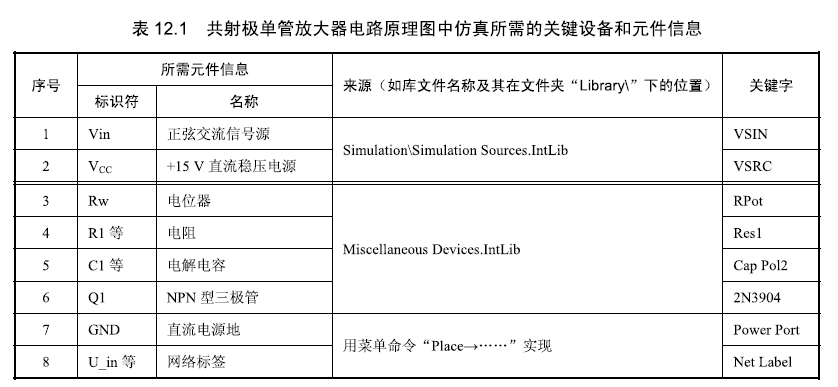 表 12.1 共射极单管放大器电路原理图中仿真所需的关键设备和元件信息
序号 所需元件信息 来源（如库文件名称及其在文件夹“Library\”下的位置） 关键字
标识符 名称
1 Vin 正弦交流信号源 Simulation\Simulation Sources.IntLib VSIN
2 VCC +15 V 直流稳压电源 VSRC
3 Rw 电位器 Miscellaneous Devices.IntLib RPot
4 R1 等 电阻 Res1
5 C1 等 电解电容 Cap Pol2
6 Q1 NPN 型三极管 2N3904
7 GND 直流电源地 用菜单命令“Place→……”实现 Power Port
8 U_in 等 网络标签 Net Label